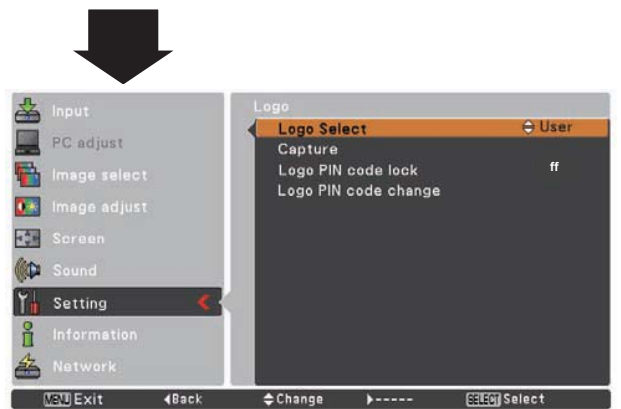 Input
PC adjust
Image select
Image adjust
Screen
Sound
Setting
Information
Network
Logo
Logo Select User
Capture
Logo PIN code lock ff
Logo PIN code change
MENU Exit Back Change ----- SELECT Select